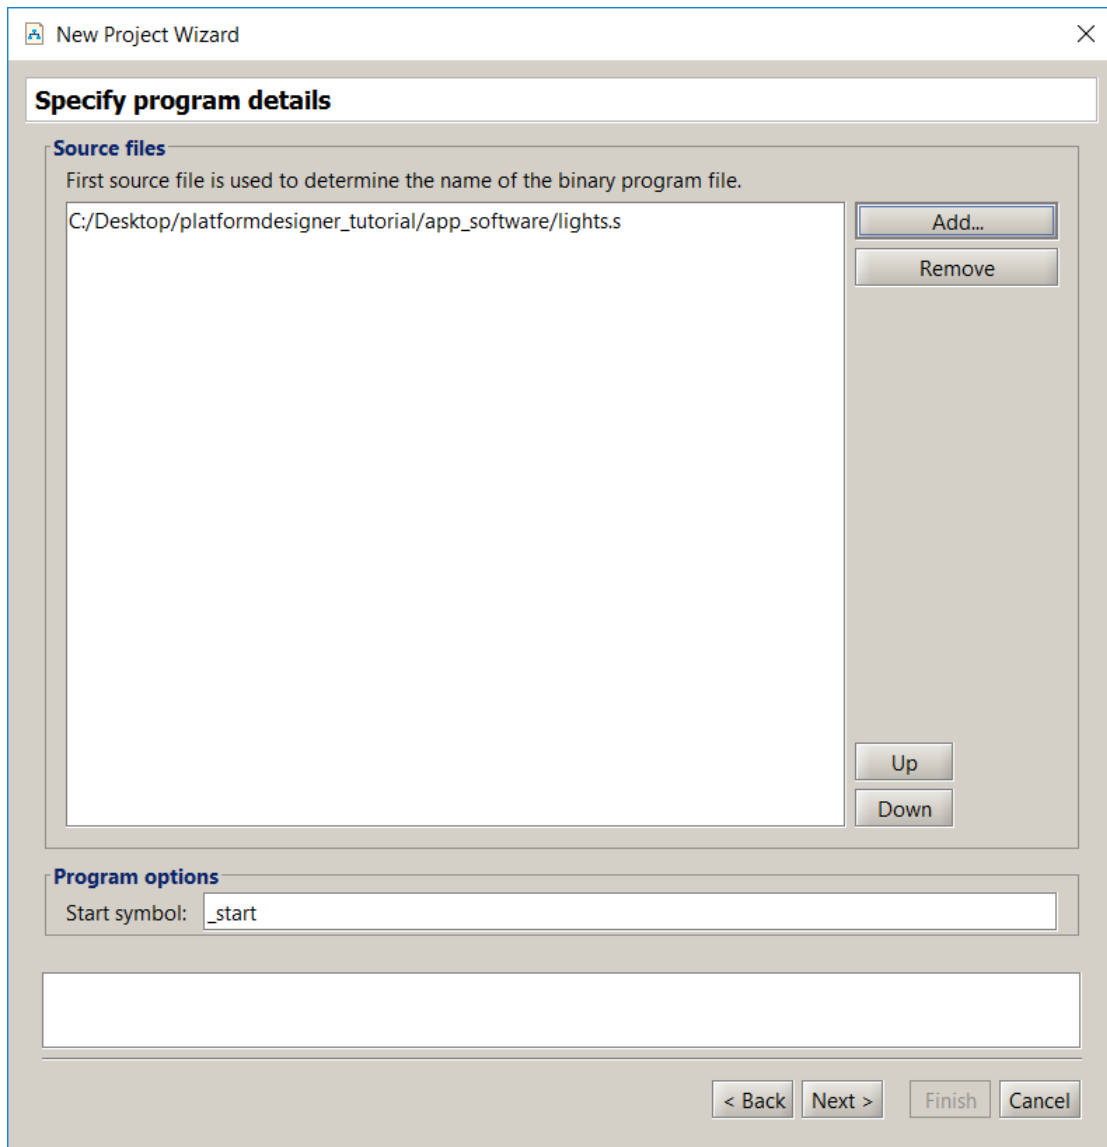 New Project Wizard
Specify program details
Source files
First source file is used to determine the name of the binary program file.
C:/Desktop/platformdesigner_tutorial/app_software/lights.s
Add...
Remove
Up
Down
Program options
Start symbol: _start
< Back Next > Finish Cancel